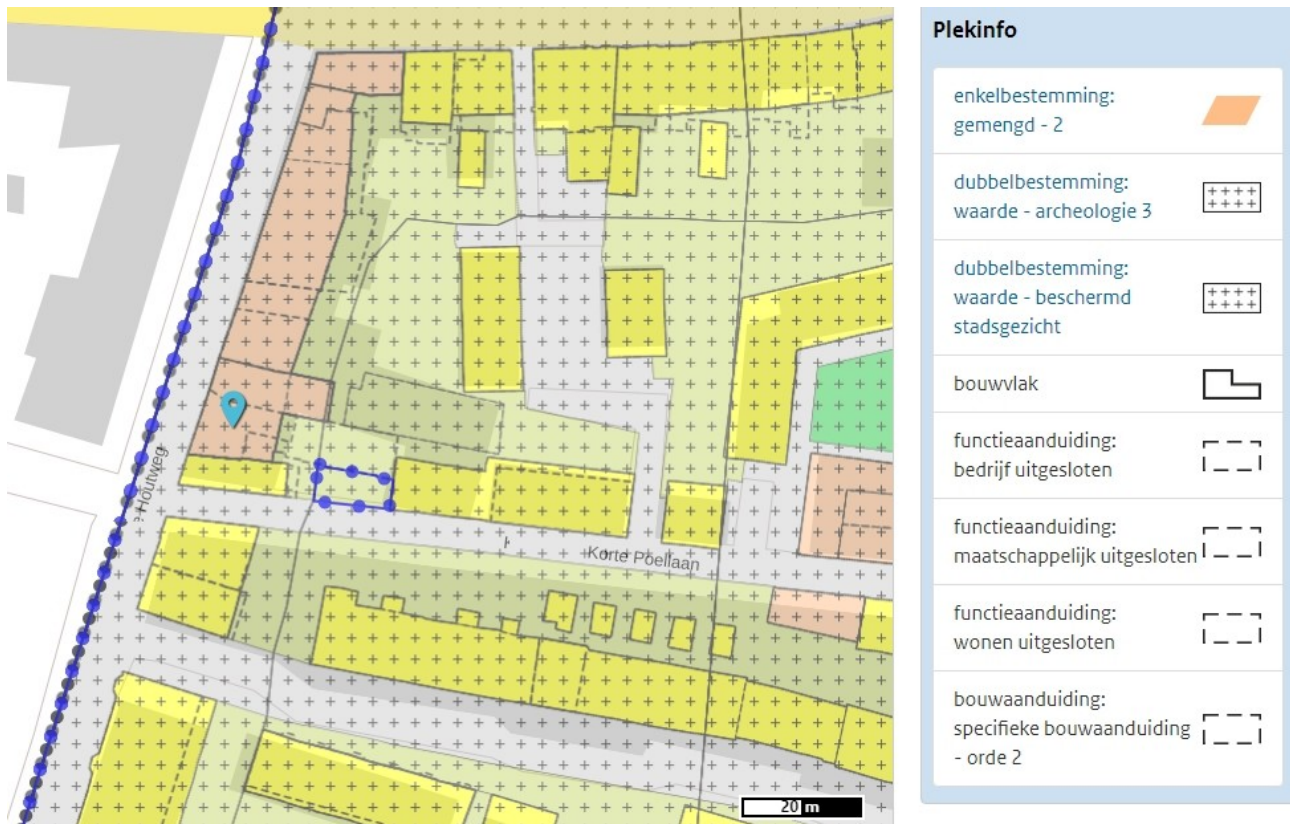 Plekinfo
enkelbestemming:
gemengd - 2
dubbelbestemming:
waarde - archeologie 3
dubbelbestemming:
waarde - beschermd
stadsgezicht
bouwvlak
functieaanduiding:
bedrijf uitgesloten
functieaanduiding:
maatschappelijk uitgesloten
functieaanduiding:
wonen uitgesloten
bouwaanduiding:
specifieke bouwaanduiding
- orde 2
Houtweg
Korte Poellaan
20 m